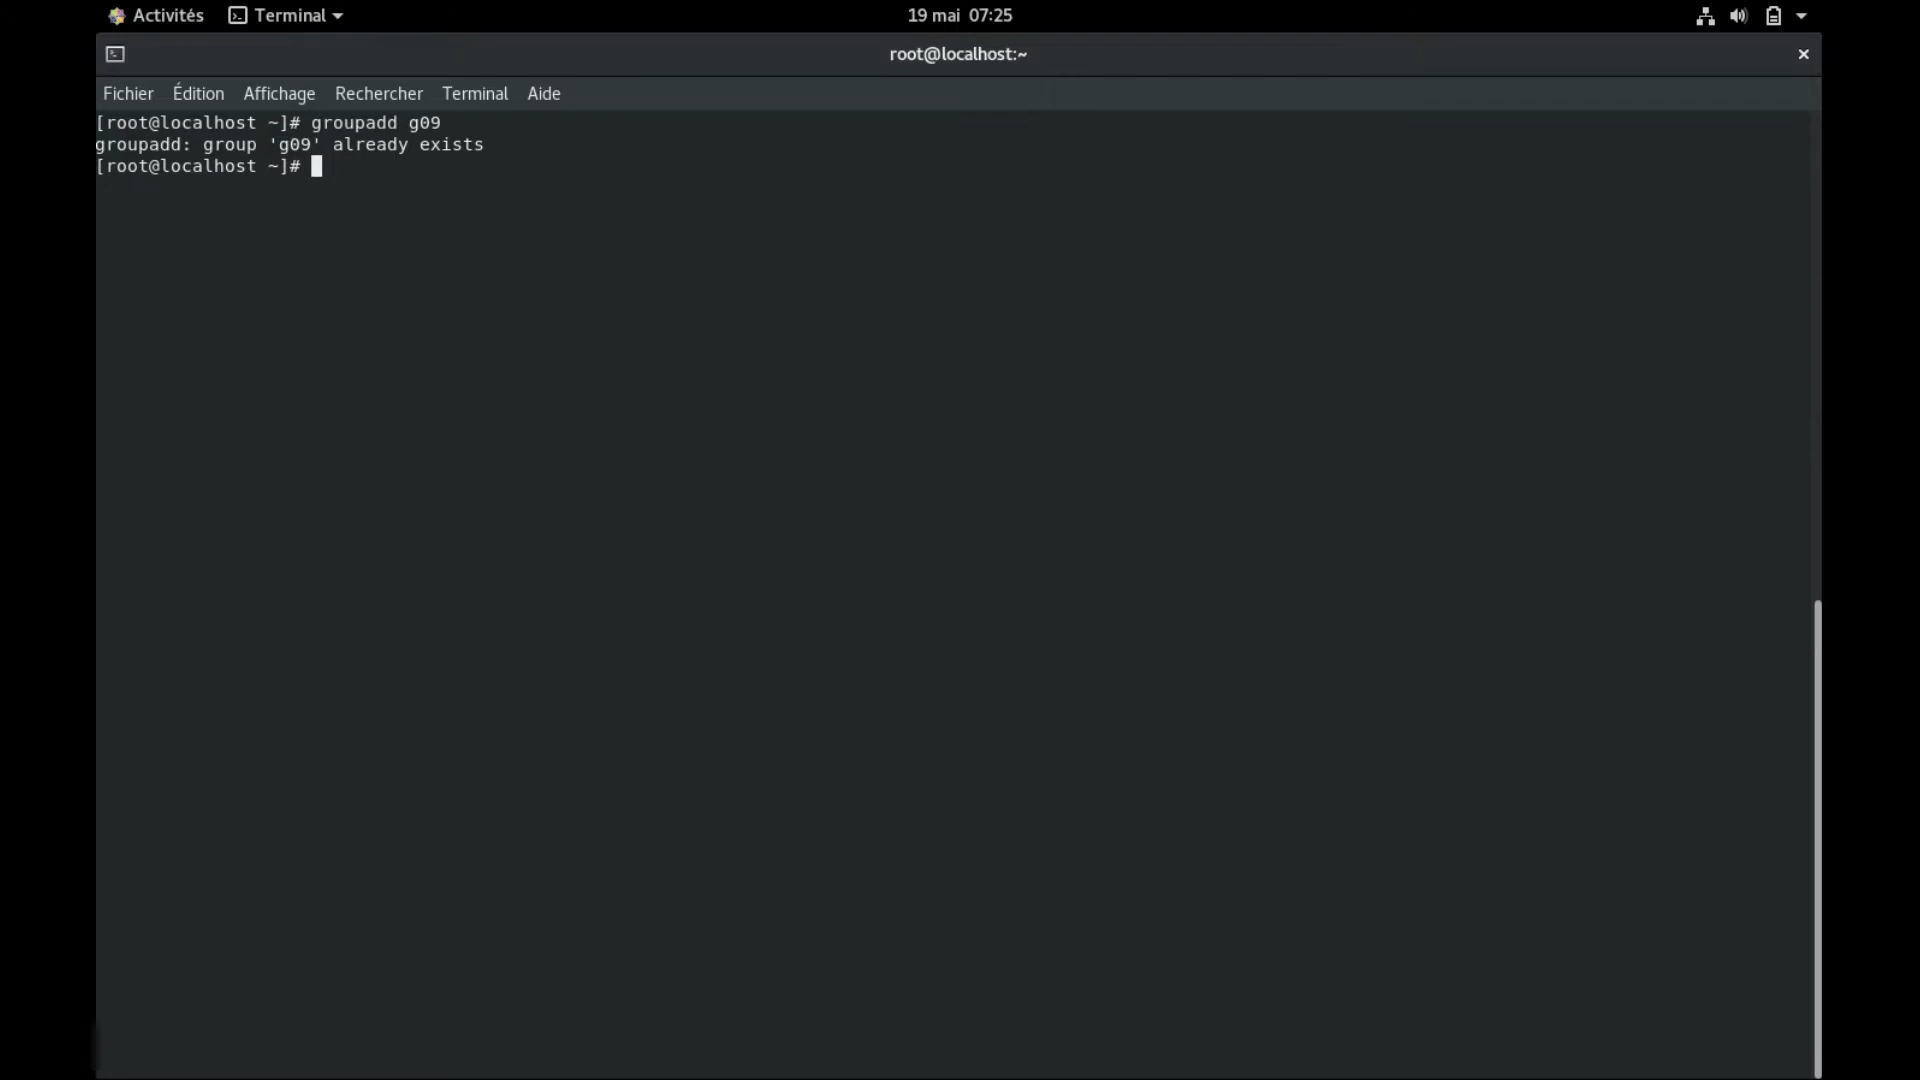 Activités Terminal 19 mai 07:25
root@localhost:~
Fichier Édition Affichage Rechercher Terminal Aide
[root@localhost ~]# groupadd g09
groupadd: group 'g09' already exists
[root@localhost ~]#